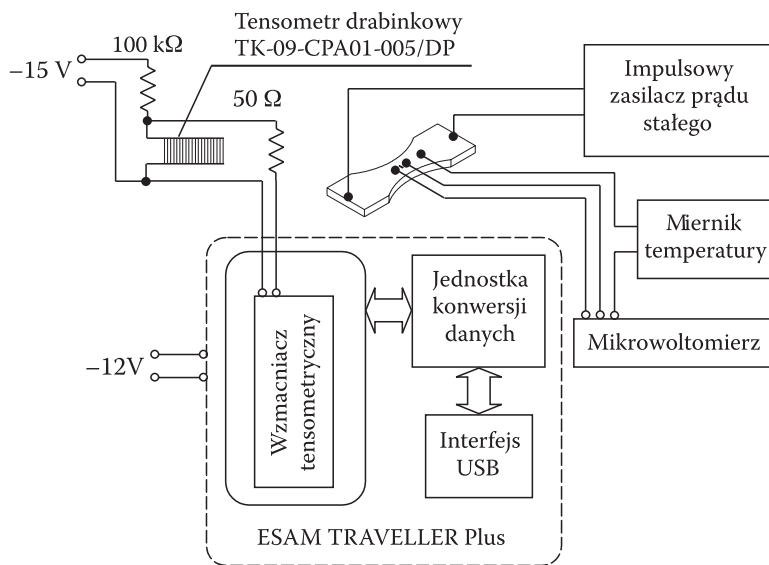 Tensometr drabinkowy
TK-09-CPA01-005/DP
100 kΩ
−15 V
50 Ω
Impulsowy
zasilacz prądu
stałego
Miernik
temperatury
Mikrowoltomierz
Jednostka
konwersji
danych
Wzmacniacz
tensometryczny
−12V
Interfejs
USB
ESAM TRAVELLER Plus